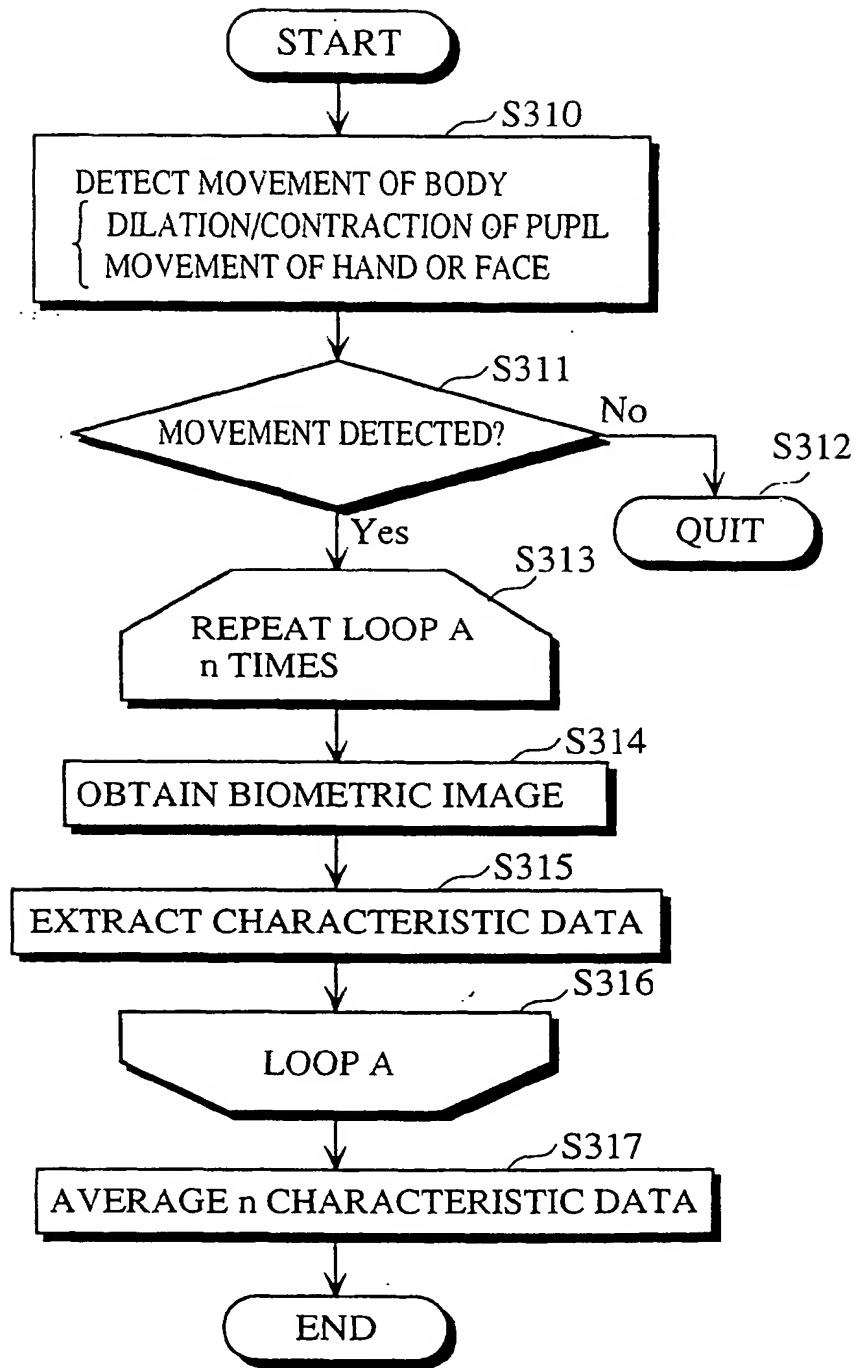 START
S310
DETECT MOVEMENT OF BODY
DILATION/CONTRACTION OF PUPIL
MOVEMENT OF HAND OR FACE
S311
MOVEMENT DETECTED?
No
S312
QUIT
Yes
S313
REPEAT LOOP A
n TIMES
S314
OBTAIN BIOMETRIC IMAGE
S315
EXTRACT CHARACTERISTIC DATA
S316
LOOP A
S317
AVERAGE n CHARACTERISTIC DATA
END